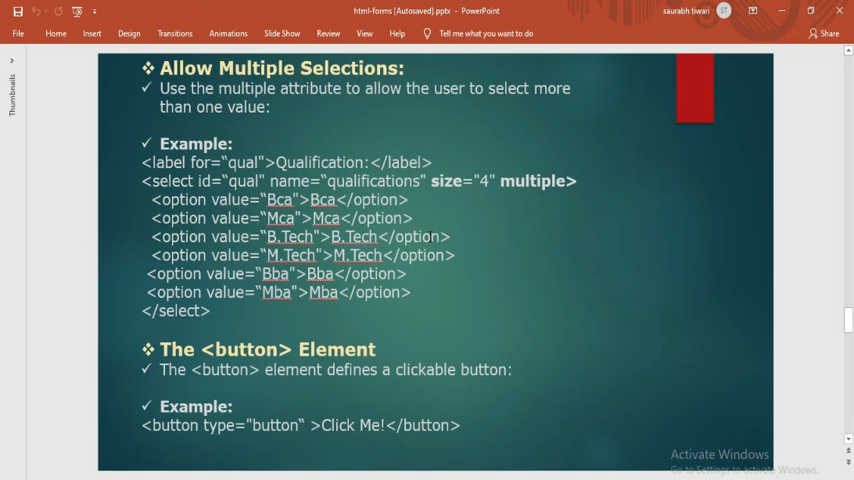 html-forms [Autosaved].pptx - PowerPoint
saurabh tiwari
ST
File Home Insert Design Transitions Animations Slide Show Review View Help Tell me what you want to do Share
Thumbnails
Allow Multiple Selections:
Use the multiple attribute to allow the user to select more
than one value:
Example:
<label for=“qual">Qualification:</label>
<select id=“qual" name=“qualifications" size="4" multiple>
<option value=“Bca">Bca</option>
<option value=“Mca">Mca</option>
<option value=“B.Tech">B.Tech</option>
<option value=“M.Tech">M.Tech</option>
<option value=“Bba">Bba</option>
<option value=“Mba">Mba</option>
</select>
The <button> Element
The <button> element defines a clickable button:
Example:
<button type="button“ >Click Me!</button>
Activate Windows
Go to Settings to activate Windows.